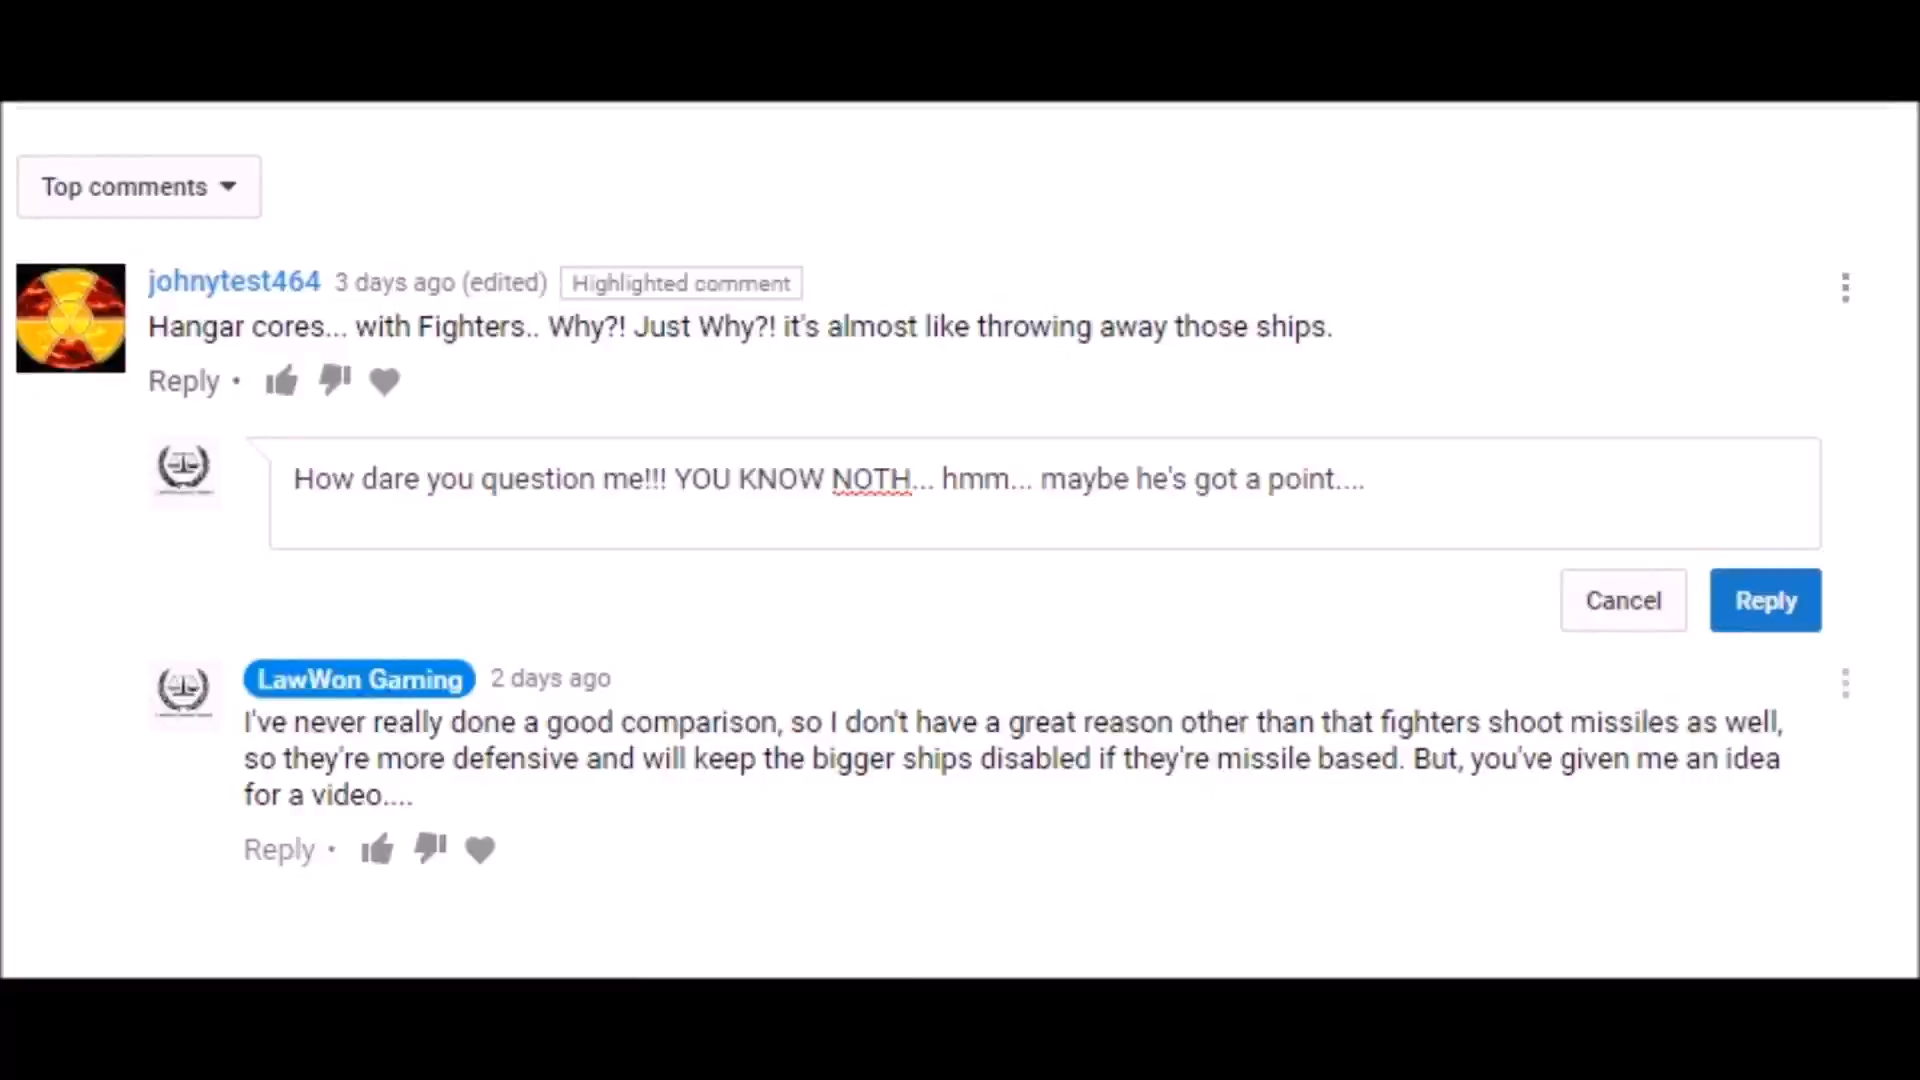 Top comments
johnytest464 3 days ago (edited) Highlighted comment
Hangar cores... with Fighters.. Why?! Just Why?! it's almost like throwing away those ships.
Reply •
How dare you question me!!! YOU KNOW NOTH... hmm... maybe he's got a point....
Cancel Reply
LawWon Gaming 2 days ago
I've never really done a good comparison, so I don't have a great reason other than that fighters shoot missiles as well,
so they're more defensive and will keep the bigger ships disabled if they're missile based. But, you've given me an idea
for a video....
Reply •